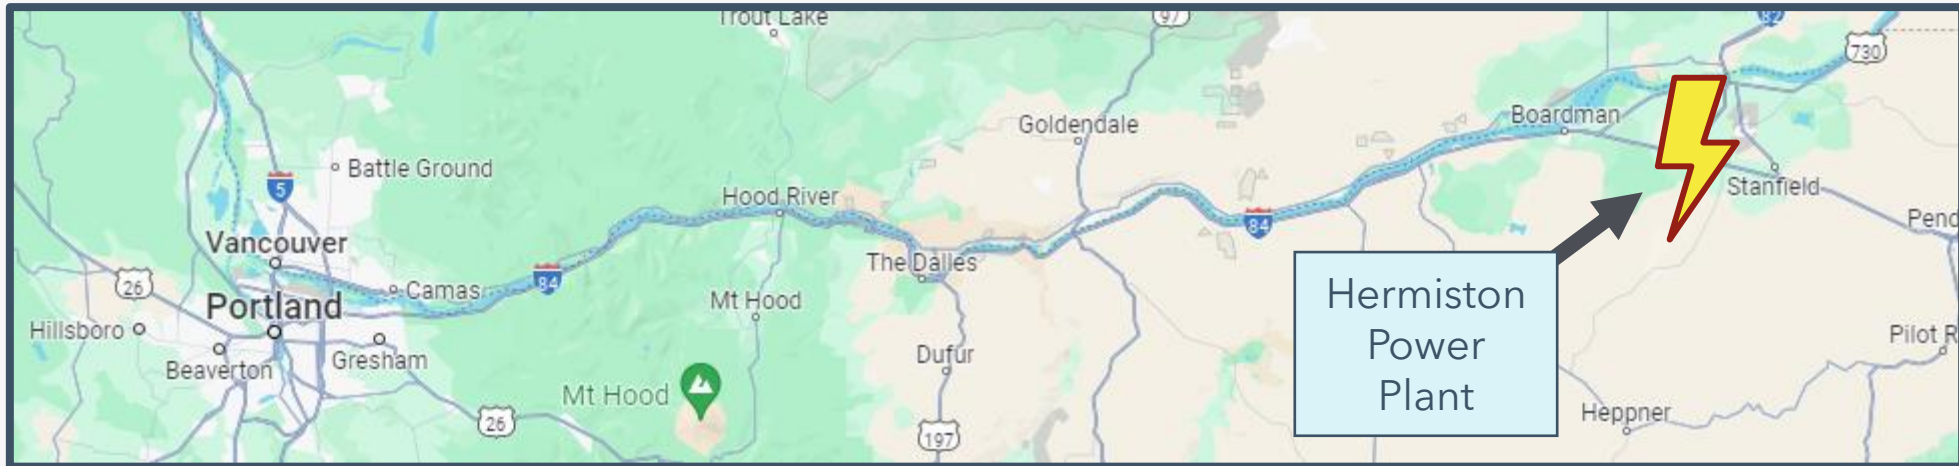 Trout Lake
97
82
730
Boardman
Goldendale
Battle Ground
5
Hood River
Stanfield
84
Pend
Vancouver
The Dalles
26
84
Camas
Portland
Mt Hood
Hermiston
Power
Plant
Hillsboro
Gresham
Beaverton
Dufur
Pilot R
Mt Hood
26
197
Heppner